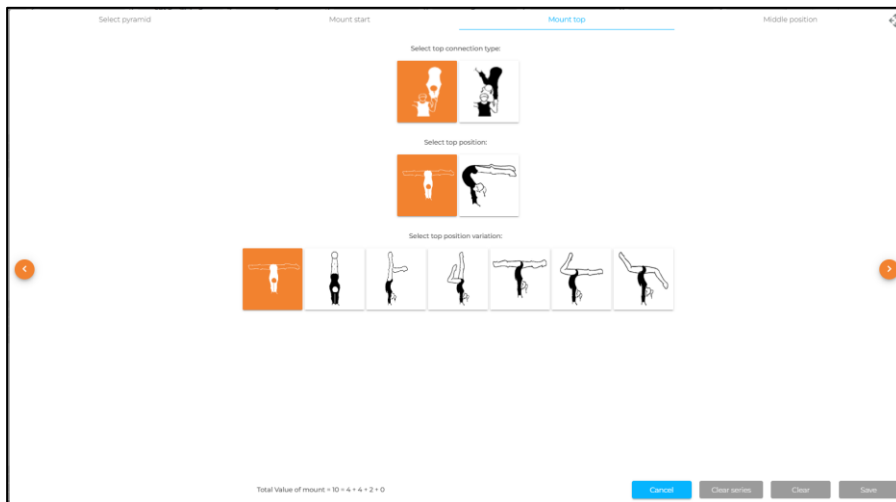 Select pyramid
Mount start
Mount top
Middle position
Select top connection type:
Select top position:
Select top position variation:
Total Value of mount = 10 = 4 + 4 + 2 + 0
Cancel
Clear series
Clear
Save